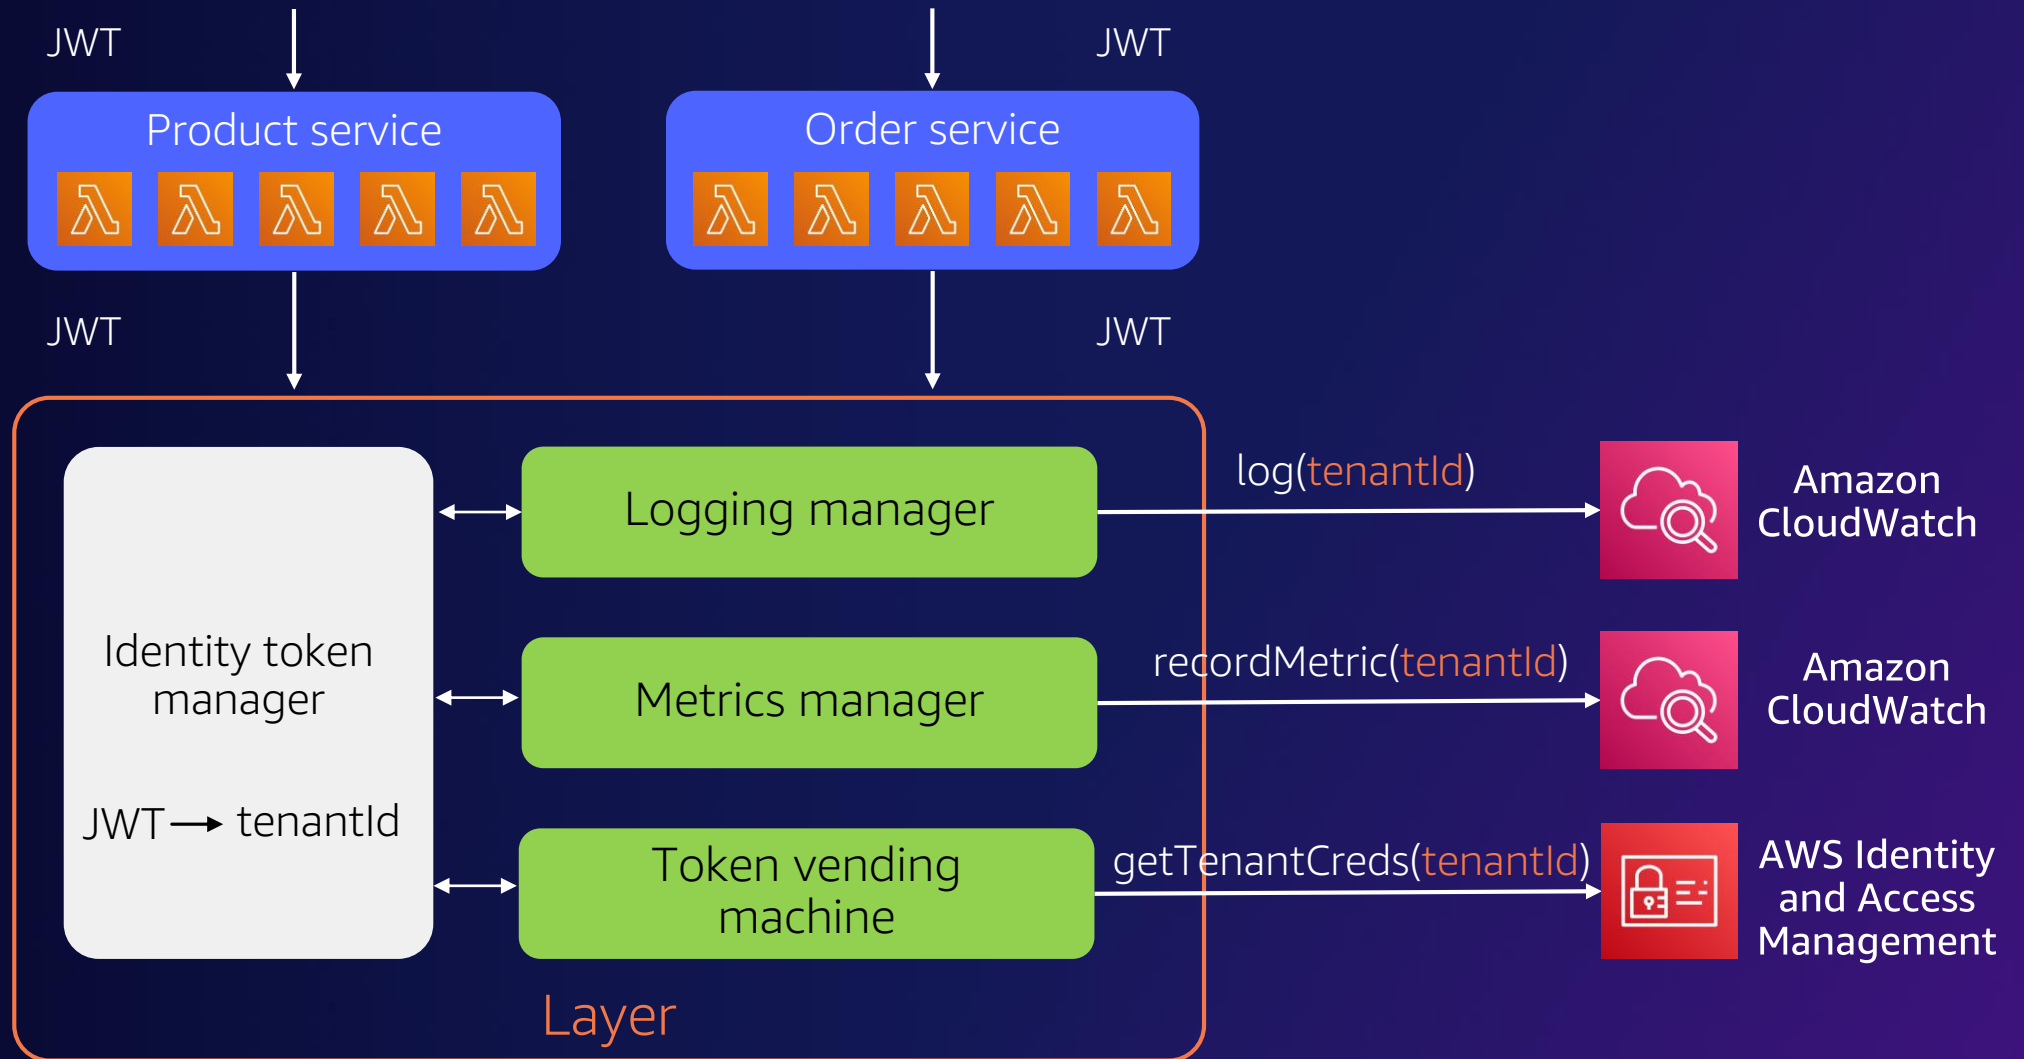 JWT
JWT
Product service
Order service
JWT
JWT
Identity token
manager
JWT
tenantId
Logging manager
Metrics manager
Token vending
machine
Layer
log(tenantId)
recordMetric(tenantId)
getTenantCreds(tenantId)
Amazon
CloudWatch
Amazon
CloudWatch
AWS Identity
and Access
Management